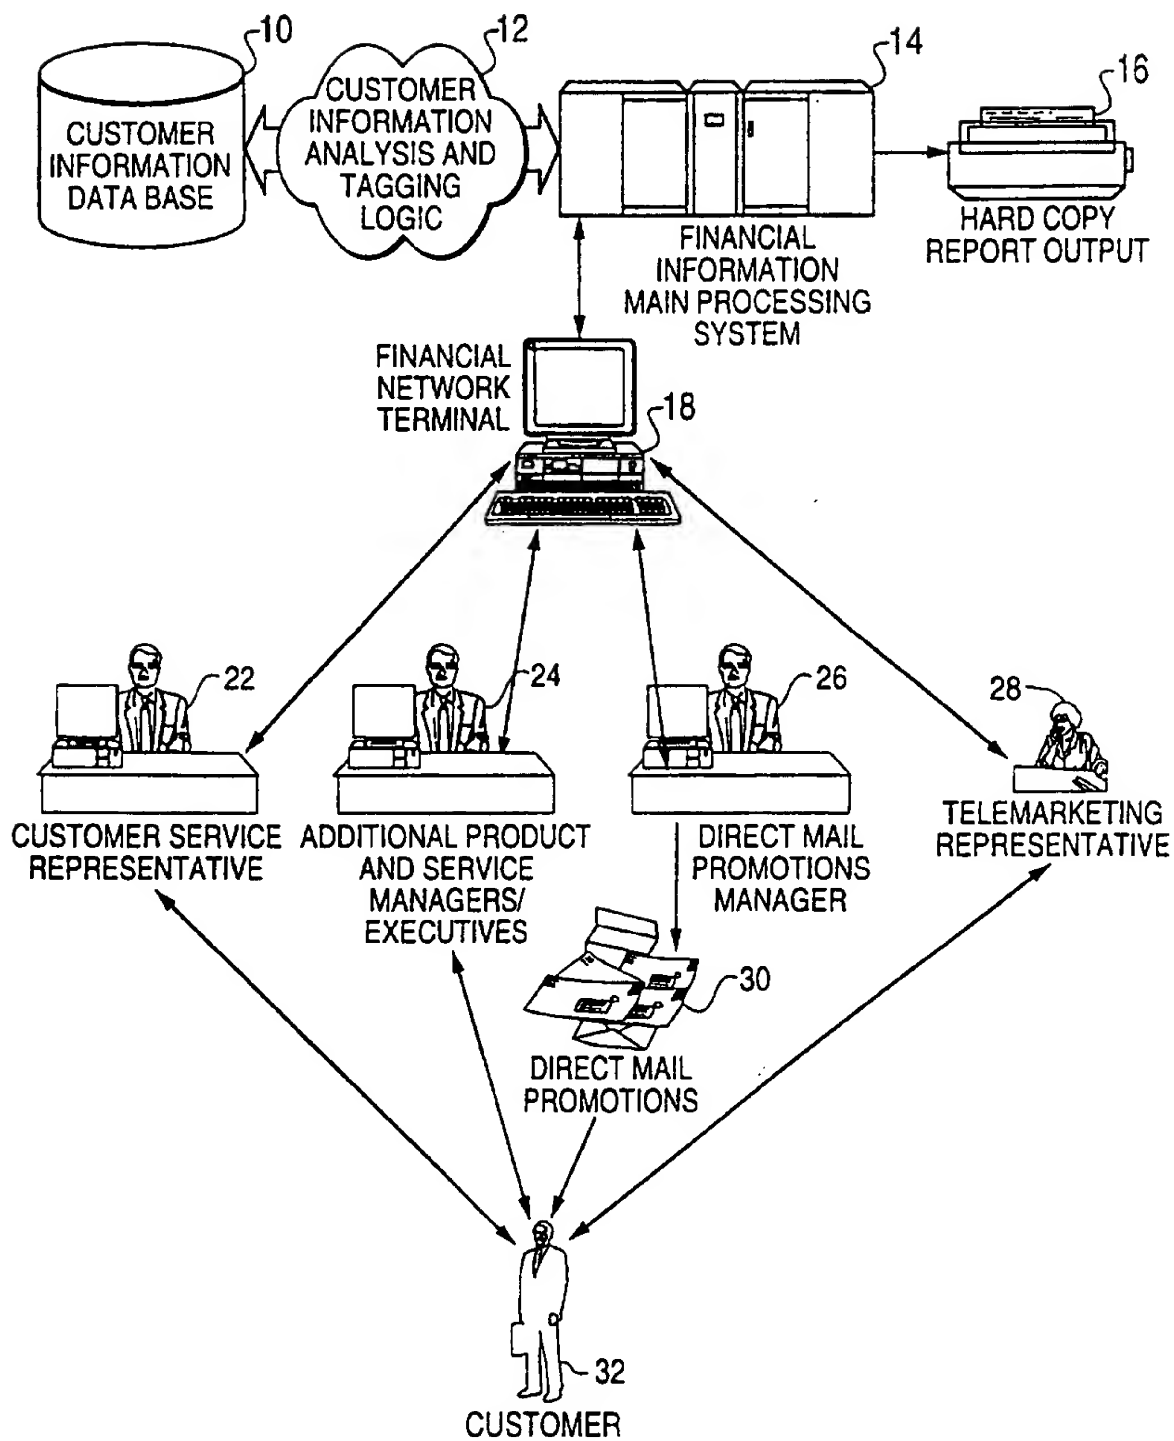 10
12
14
16
CUSTOMER
INFORMATION
DATA BASE
CUSTOMER
INFORMATION
ANALYSIS AND
TAGGING
LOGIC
HARD COPY
REPORT OUTPUT
FINANCIAL
INFORMATION
MAIN PROCESSING
SYSTEM
FINANCIAL
NETWORK
TERMINAL
18
22
24
26
28
CUSTOMER SERVICE
REPRESENTATIVE
ADDITIONAL PRODUCT
AND SERVICE
MANAGERS/
EXECUTIVES
DIRECT MAIL
PROMOTIONS
MANAGER
TELEMARKETING
REPRESENTATIVE
30
DIRECT MAIL
PROMOTIONS
32
CUSTOMER